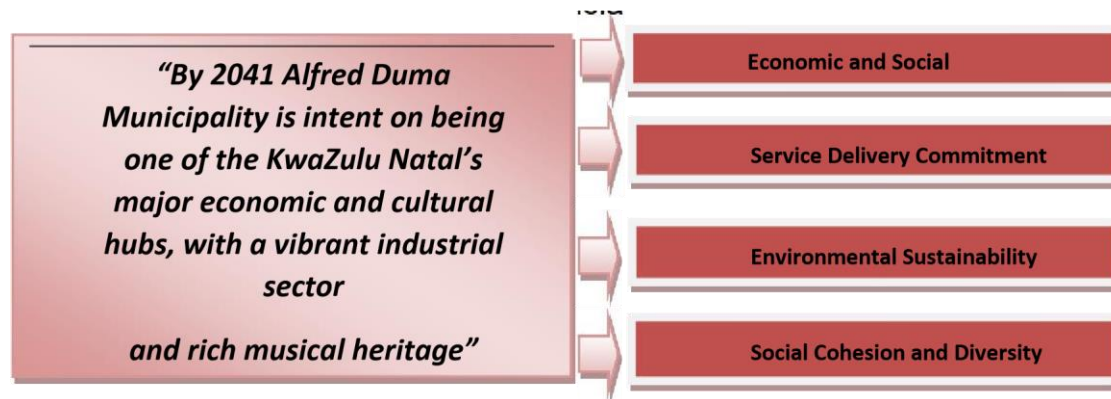 “By 2041 Alfred Duma
Municipality is intent on being
one of the KwaZulu Natal’s
major economic and cultural
hubs, with a vibrant industrial
sector
and rich musical heritage”
Economic and Social
Service Delivery Commitment
Environmental Sustainability
Social Cohesion and Diversity